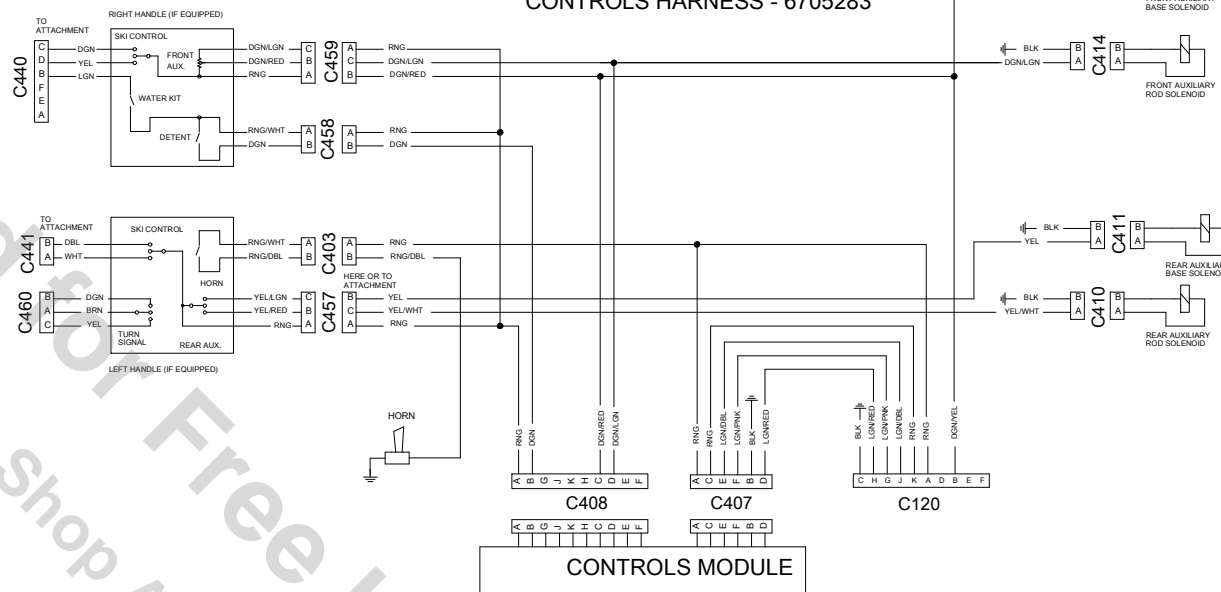 CONTROLS HARNESS - 6705283
BASE SOLENOID
RIGHT HANDLE (IF EQUIPPED)
TO
ATTACHMENT
C440
C
D
B
F
E
A
DGN
YEL
LGN
SKI CONTROL
FRONT
AUX.
WATER KIT
DETENT
DGN/LGN
DGN/RED
RNG
C
B
A
C459
A
C
B
RNG
DGN/LGN
DGN/RED
RNG/WHT
DGN
A
B
C458
A
B
RNG
DGN
BLK
DGN/LGN
B
A
C414
B
A
FRONT AUXILIARY
ROD SOLENOID
TO
ATTACHMENT
C441
B
A
DBL
WHT
C460
B
A
C
DGN
BRN
YEL
SKI CONTROL
HORN
TURN
SIGNAL
REAR AUX.
LEFT HANDLE (IF EQUIPPED)
RNG/WHT
RNG/DBL
A
B
C403
A
B
RNG
RNG/DBL
HERE OR TO
ATTACHMENT
YEL/LGN
YEL/RED
RNG
C
B
A
C457
B
C
A
YEL
YEL/WHT
RNG
BLK
YEL
B
A
C411
B
A
REAR AUXILIA
BASE SOLENO
BLK
YEL/WHT
B
A
C410
B
A
REAR AUXILIARY
ROD SOLENOID
HORN
RNG
DGN
DGN/RED
DGN/LGN
A
B
G
J
K
H
C
D
E
F
C408
RNG
RNG
LGN/DBL
LGN/PNK
BLK
LGN/RED
A
C
E
F
B
D
C407
BLK
LGN/RED
LGN/PNK
LGN/DBL
RNG
RNG
DGN/YEL
C
H
G
J
K
A
D
B
E
F
C120
A
B
G
J
K
H
C
D
E
F
A
C
E
F
B
D
CONTROLS MODULE
for Free
Shop